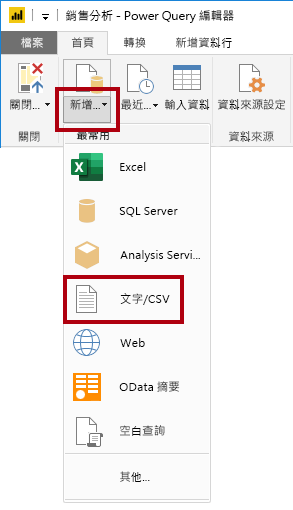 銷售分析 - Power Query 編輯器
檔案 首頁 轉換 新增資料行
關閉... 新增... 最近... 輸入資料 資料來源設定
關閉 資料來源
最常用
Excel
SQL Server
Analysis Servi...
文字/CSV
Web
OData 摘要
空白查詢
其他...